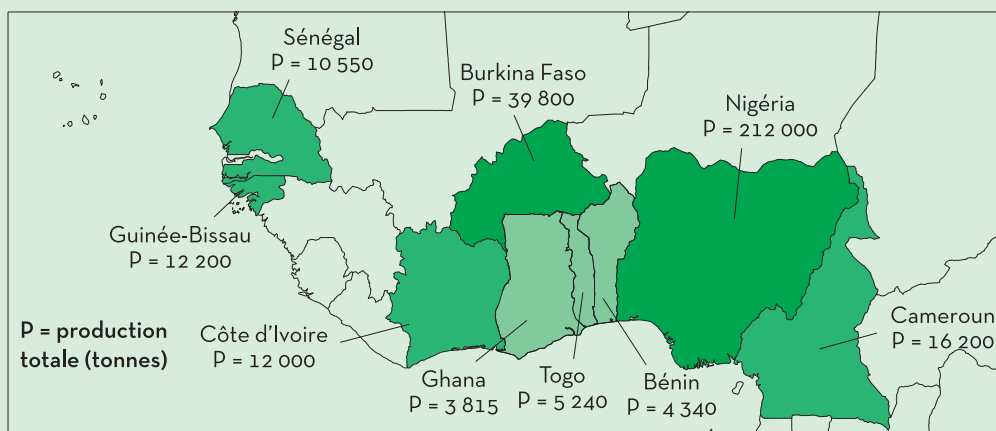 Sénégal
P = 10 550
Burkina Faso
P = 39 800
Nigéria
P = 212 000
Guinée-Bissau
P = 12 200
P = production
totale (tonnes)
Côte d'Ivoire
P = 12 000
Ghana
P = 3 815
Togo
P = 5 240
Bénin
P = 4 340
Cameroun
P = 16 200